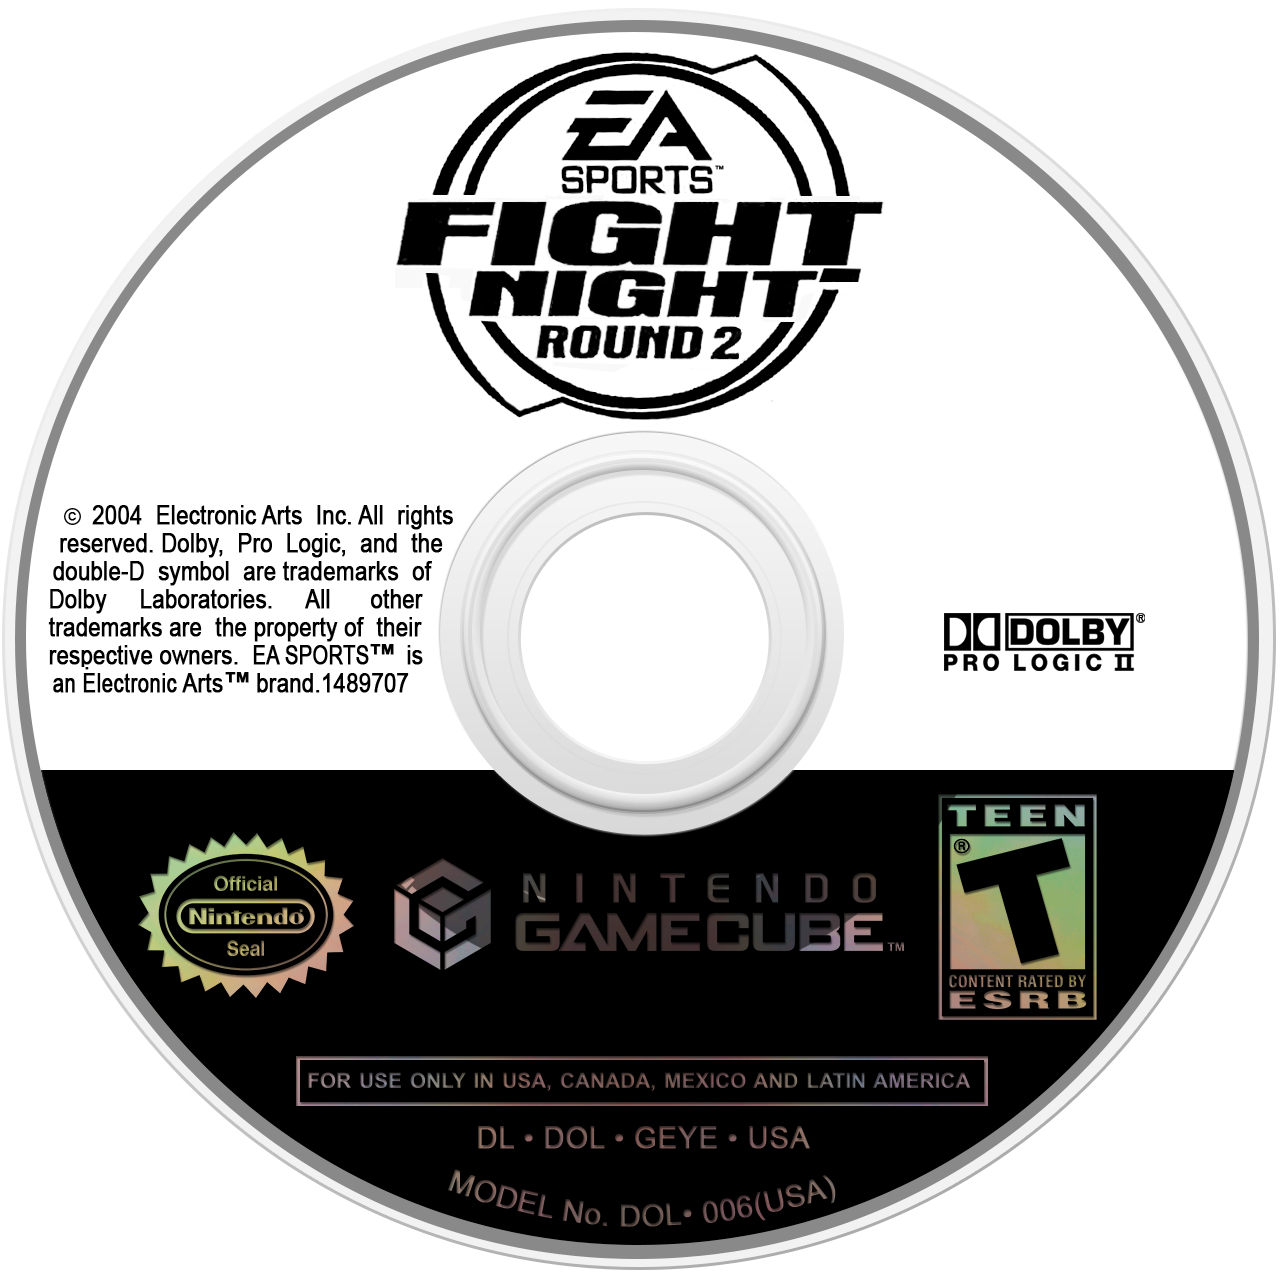 EA
SPORTS™
FIGHT
NIGHT
ROUND 2
© 2004 Electronic Arts Inc. All rights
reserved. Dolby, Pro Logic, and the
double-D symbol are trademarks of
Dolby Laboratories. All other
trademarks are the property of their
respective owners. EA SPORTS™ is
an Electronic Arts™ brand.1489707
DOLBY®
PRO LOGIC II
Official
Nintendo®
Seal
NINTENDO
GAMECUBE™
TEEN
®
T
CONTENT RATED BY
ESRB
FOR USE ONLY IN USA, CANADA, MEXICO AND LATIN AMERICA
DL • DOL • GEYE • USA
MODEL No. DOL• 006(USA)